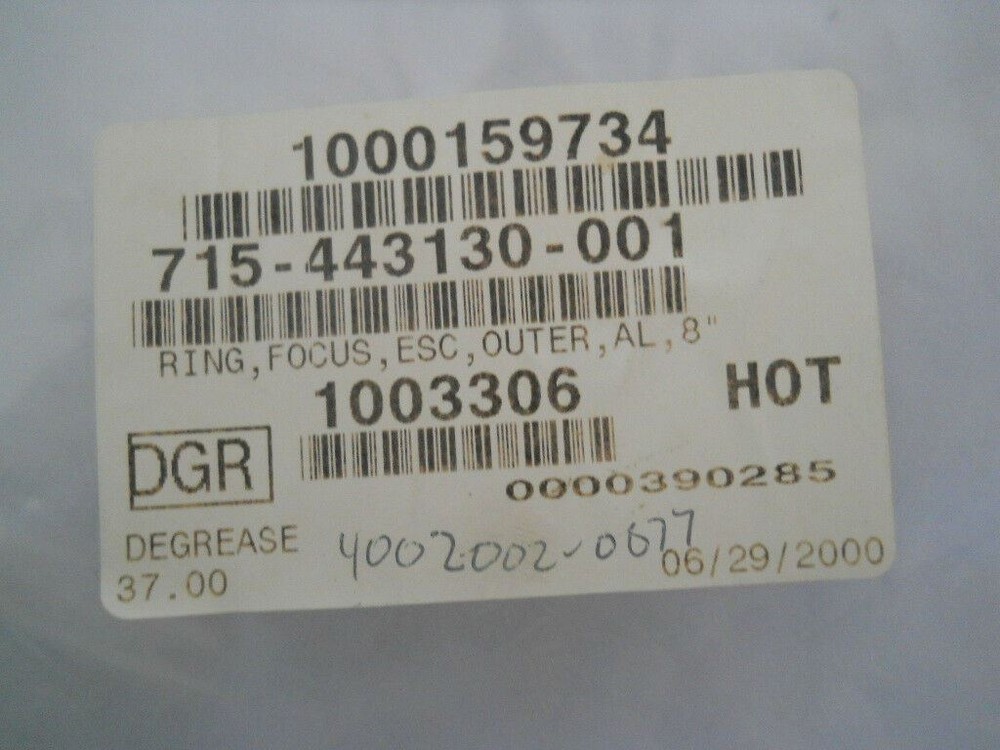 1000159734
715-443130-001
RING,FOCUS,ESC,OUTER,AL,8"
1003306
HOT
DGR
0000390285
DEGREASE
4002002-0677
06/29/2000
37.00